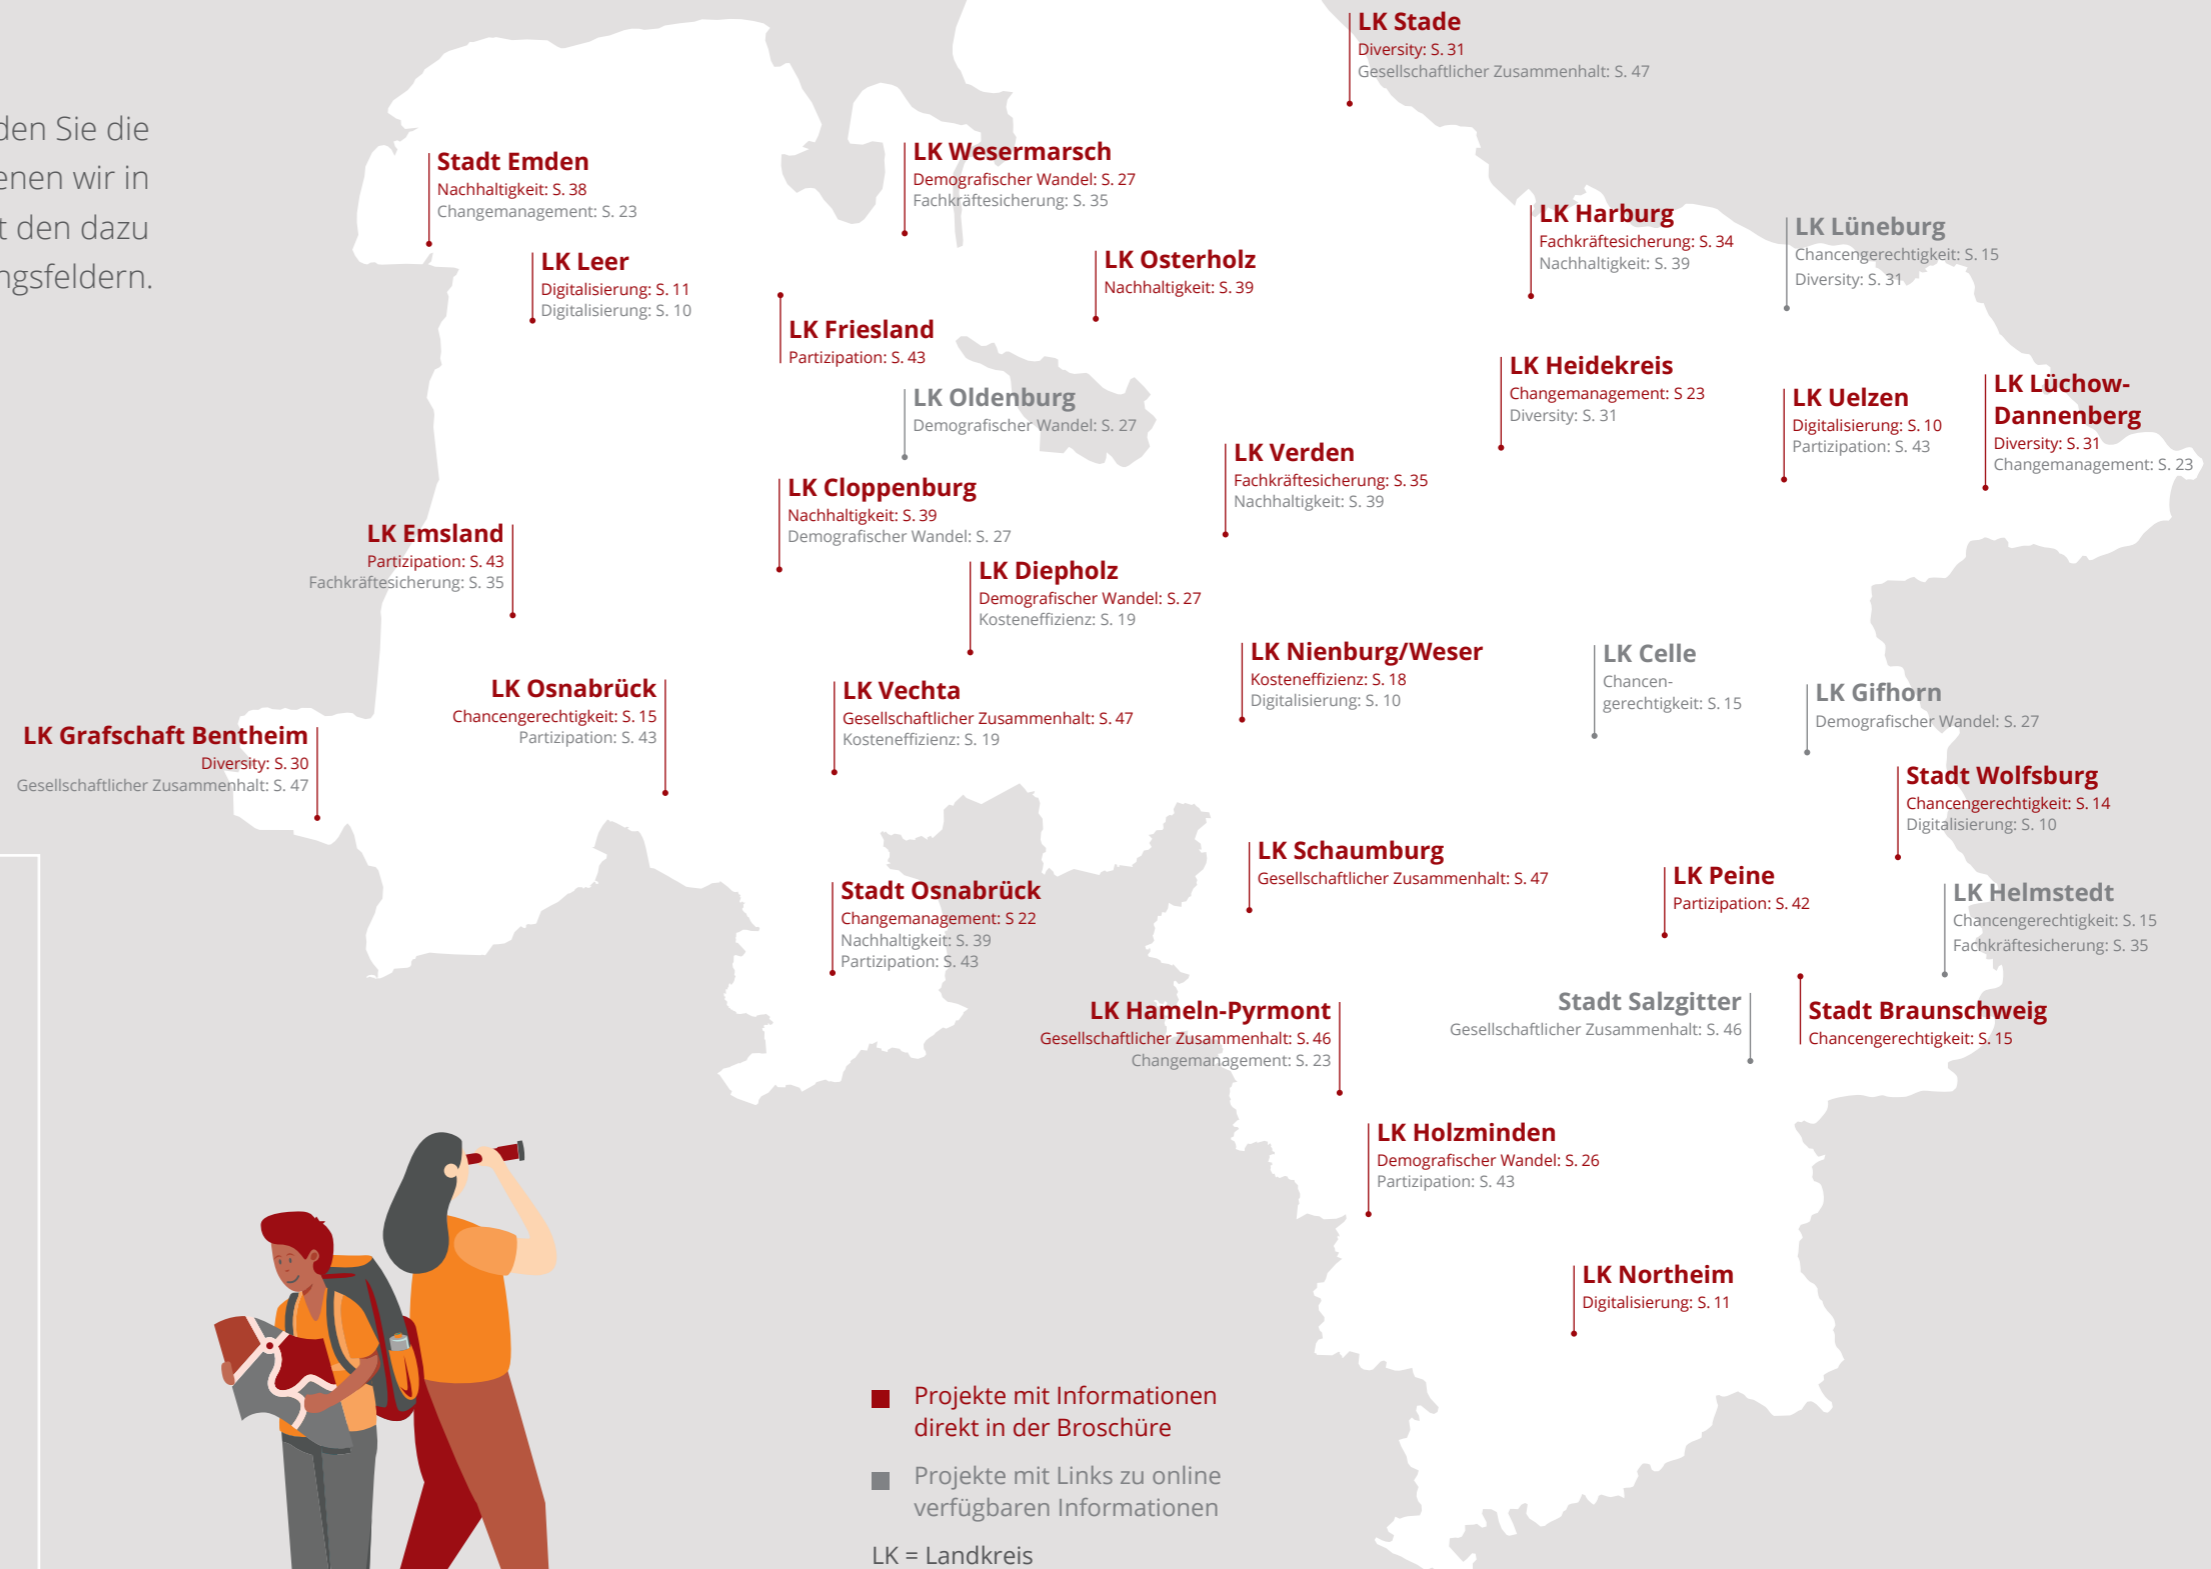 den Sie die
enen wir in
t den dazu
ngsfeldern.
LK Stade
Diversity: S. 31
Gesellschaftlicher Zusammenhalt: S. 47
Stadt Emden
Nachhaltigkeit: S. 38
Changemanagement: S. 23
LK Wesermarsch
Demografischer Wandel: S. 27
Fachkräftesicherung: S. 35
LK Harburg
Fachkräftesicherung: S. 34
Nachhaltigkeit: S. 39
LK Lüneburg
Chancengerechtigkeit: S. 15
Diversity: S. 31
LK Leer
Digitalisierung: S. 11
Digitalisierung: S. 10
LK Osterholz
Nachhaltigkeit: S. 39
LK Friesland
Partizipation: S. 43
LK Oldenburg
Demografischer Wandel: S. 27
LK Heidekreis
Changemanagement: S 23
Diversity: S. 31
LK Uelzen
Digitalisierung: S. 10
Partizipation: S. 43
LK Lüchow-
Dannenberg
Diversity: S. 31
Changemanagement: S. 23
LK Verden
Fachkräftesicherung: S. 35
Nachhaltigkeit: S. 39
LK Cloppenburg
Nachhaltigkeit: S. 39
Demografischer Wandel: S. 27
LK Emsland
Partizipation: S. 43
Fachkräftesicherung: S. 35
LK Diepholz
Demografischer Wandel: S. 27
Kosteneffizienz: S. 19
LK Nienburg/Weser
Kosteneffizienz: S. 18
Digitalisierung: S. 10
LK Celle
Chancen-
gerechtigkeit: S. 15
LK Gifhorn
Demografischer Wandel: S. 27
LK Osnabrück
Chancengerechtigkeit: S. 15
Partizipation: S. 43
LK Vechta
Gesellschaftlicher Zusammenhalt: S. 47
Kosteneffizienz: S. 19
LK Grafschaft Bentheim
Diversity: S. 30
Gesellschaftlicher Zusammenhalt: S. 47
Stadt Wolfsburg
Chancengerechtigkeit: S. 14
Digitalisierung: S. 10
LK Schaumburg
Gesellschaftlicher Zusammenhalt: S. 47
LK Peine
Partizipation: S. 42
Stadt Osnabrück
Changemanagement: S 22
Nachhaltigkeit: S. 39
Partizipation: S. 43
LK Helmstedt
Chancengerechtigkeit: S. 15
Fachkräftesicherung: S. 35
LK Hameln-Pyrmont
Gesellschaftlicher Zusammenhalt: S. 46
Changemanagement: S. 23
Stadt Salzgitter
Gesellschaftlicher Zusammenhalt: S. 46
Stadt Braunschweig
Chancengerechtigkeit: S. 15
LK Holzminden
Demografischer Wandel: S. 26
Partizipation: S. 43
LK Northeim
Digitalisierung: S. 11
Projekte mit Informationen
direkt in der Broschüre
Projekte mit Links zu online
verfügbaren Informationen
LK = Landkreis